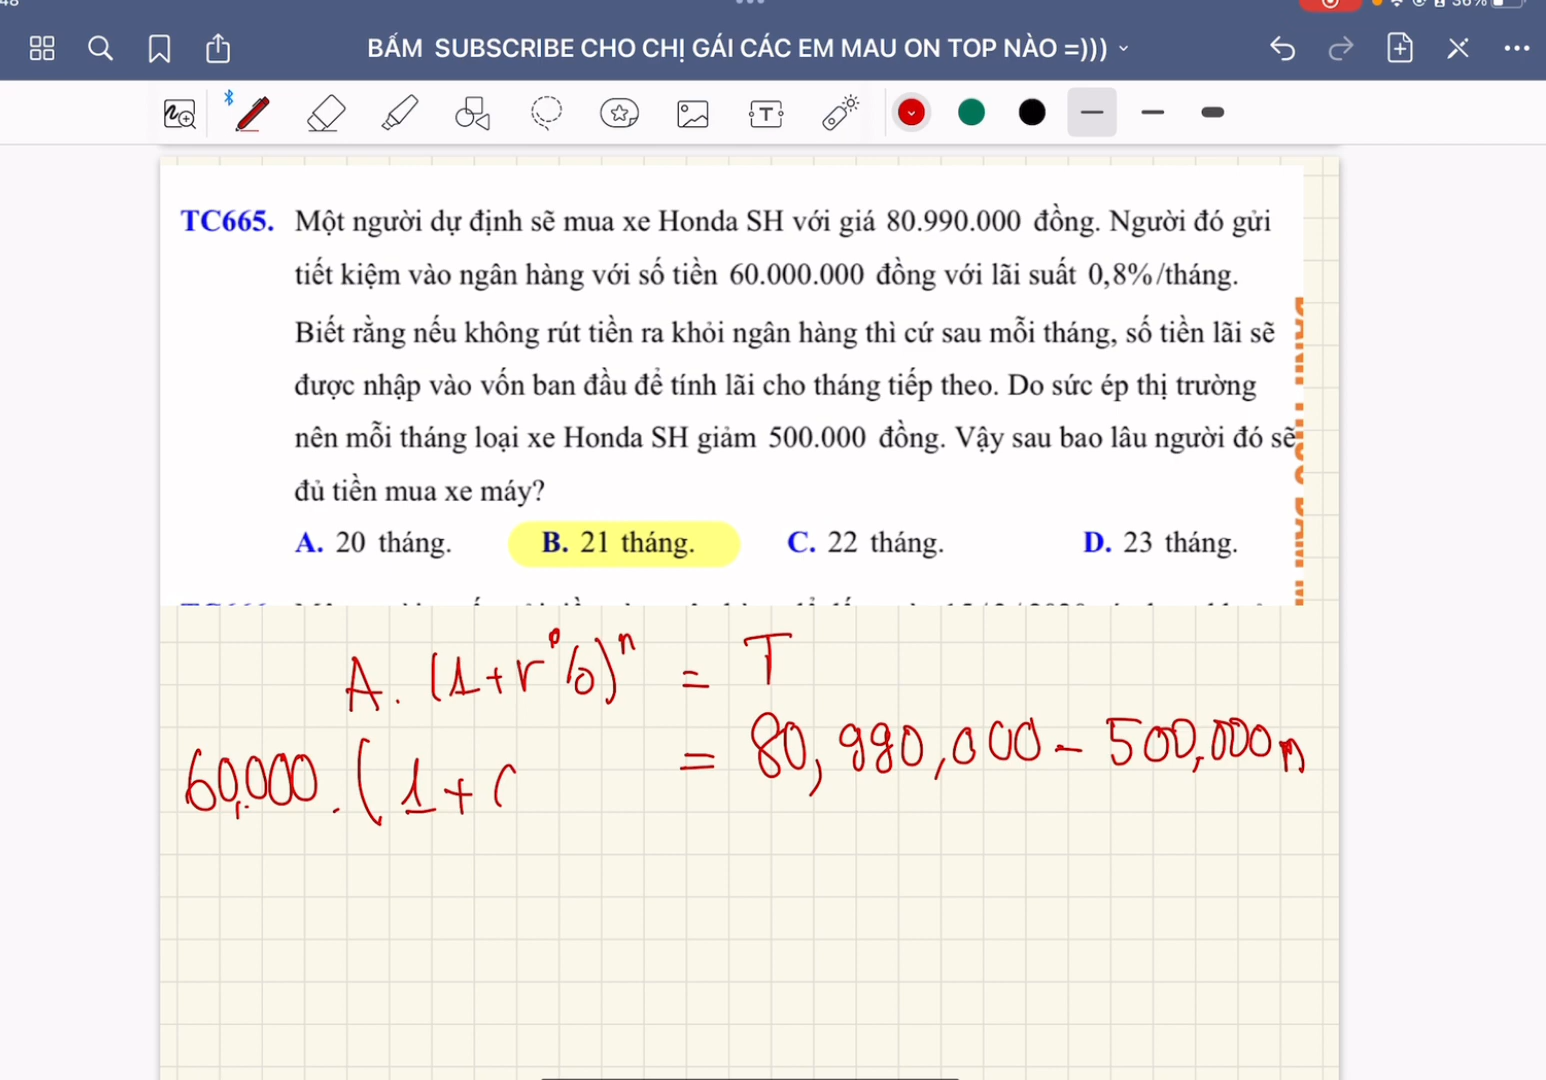 BẤM SUBSCRIBE CHO CHỊ GÁI CÁC EM MAU ON TOP NÀO =)))
TC665. Một người dự định sẽ mua xe Honda SH với giá 80.990.000 đồng. Người đó gửi
tiết kiệm vào ngân hàng với số tiền 60.000.000 đồng với lãi suất 0,8%/tháng.
Biết rằng nếu không rút tiền ra khỏi ngân hàng thì cứ sau mỗi tháng, số tiền lãi sẽ
được nhập vào vốn ban đầu để tính lãi cho tháng tiếp theo. Do sức ép thị trường
nên mỗi tháng loại xe Honda SH giảm 500.000 đồng. Vậy sau bao lâu người đó sẽ
đủ tiền mua xe máy?
A. 20 tháng. B. 21 tháng. C. 22 tháng. D. 23 tháng.
A. (1+r%)^n = T
60,000. (1+ = 80,990,000 - 500,000n